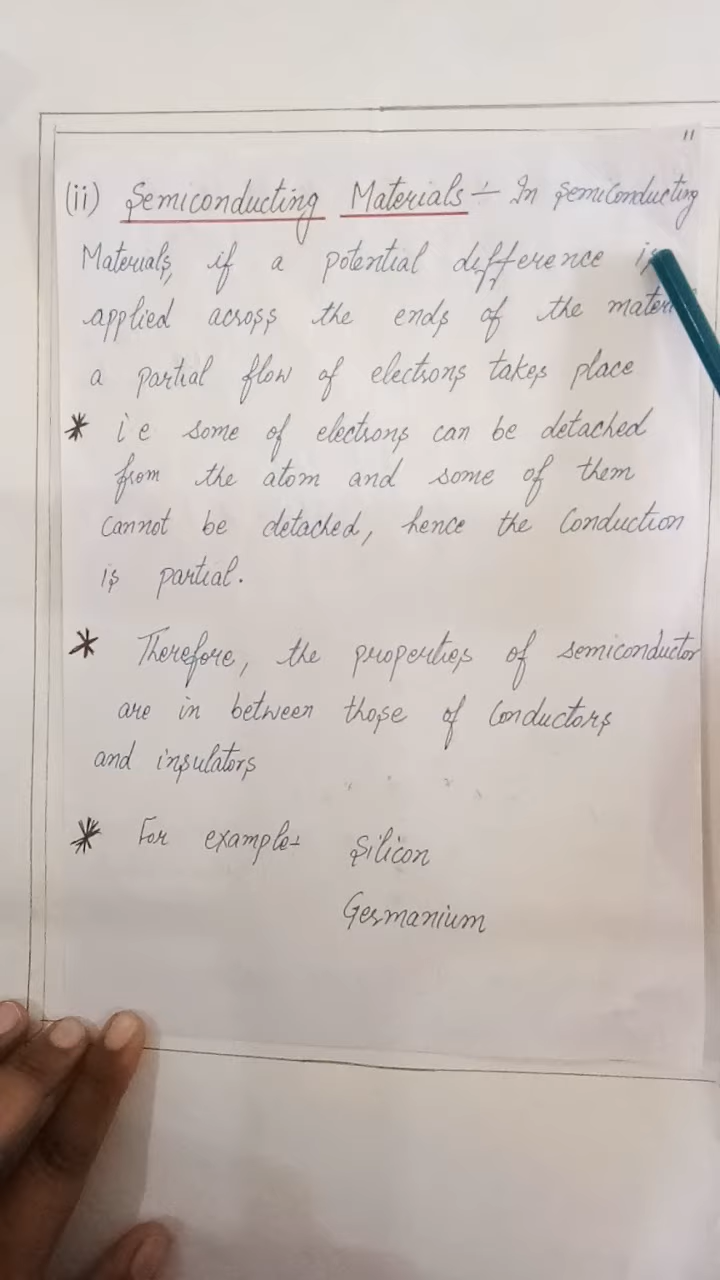 11
(ii) Semiconducting Materials :- In semiconducting
Materials, if a potential difference is
applied across the ends of the mater
a partial flow of electrons takes place
* i e some of electrons can be detached
from the atom and some of them
cannot be detached, hence the conduction
is partial.
* Therefore, the properties of semiconductor
are in between those of conductors
and insulators
* For example:- Silicon
Germanium